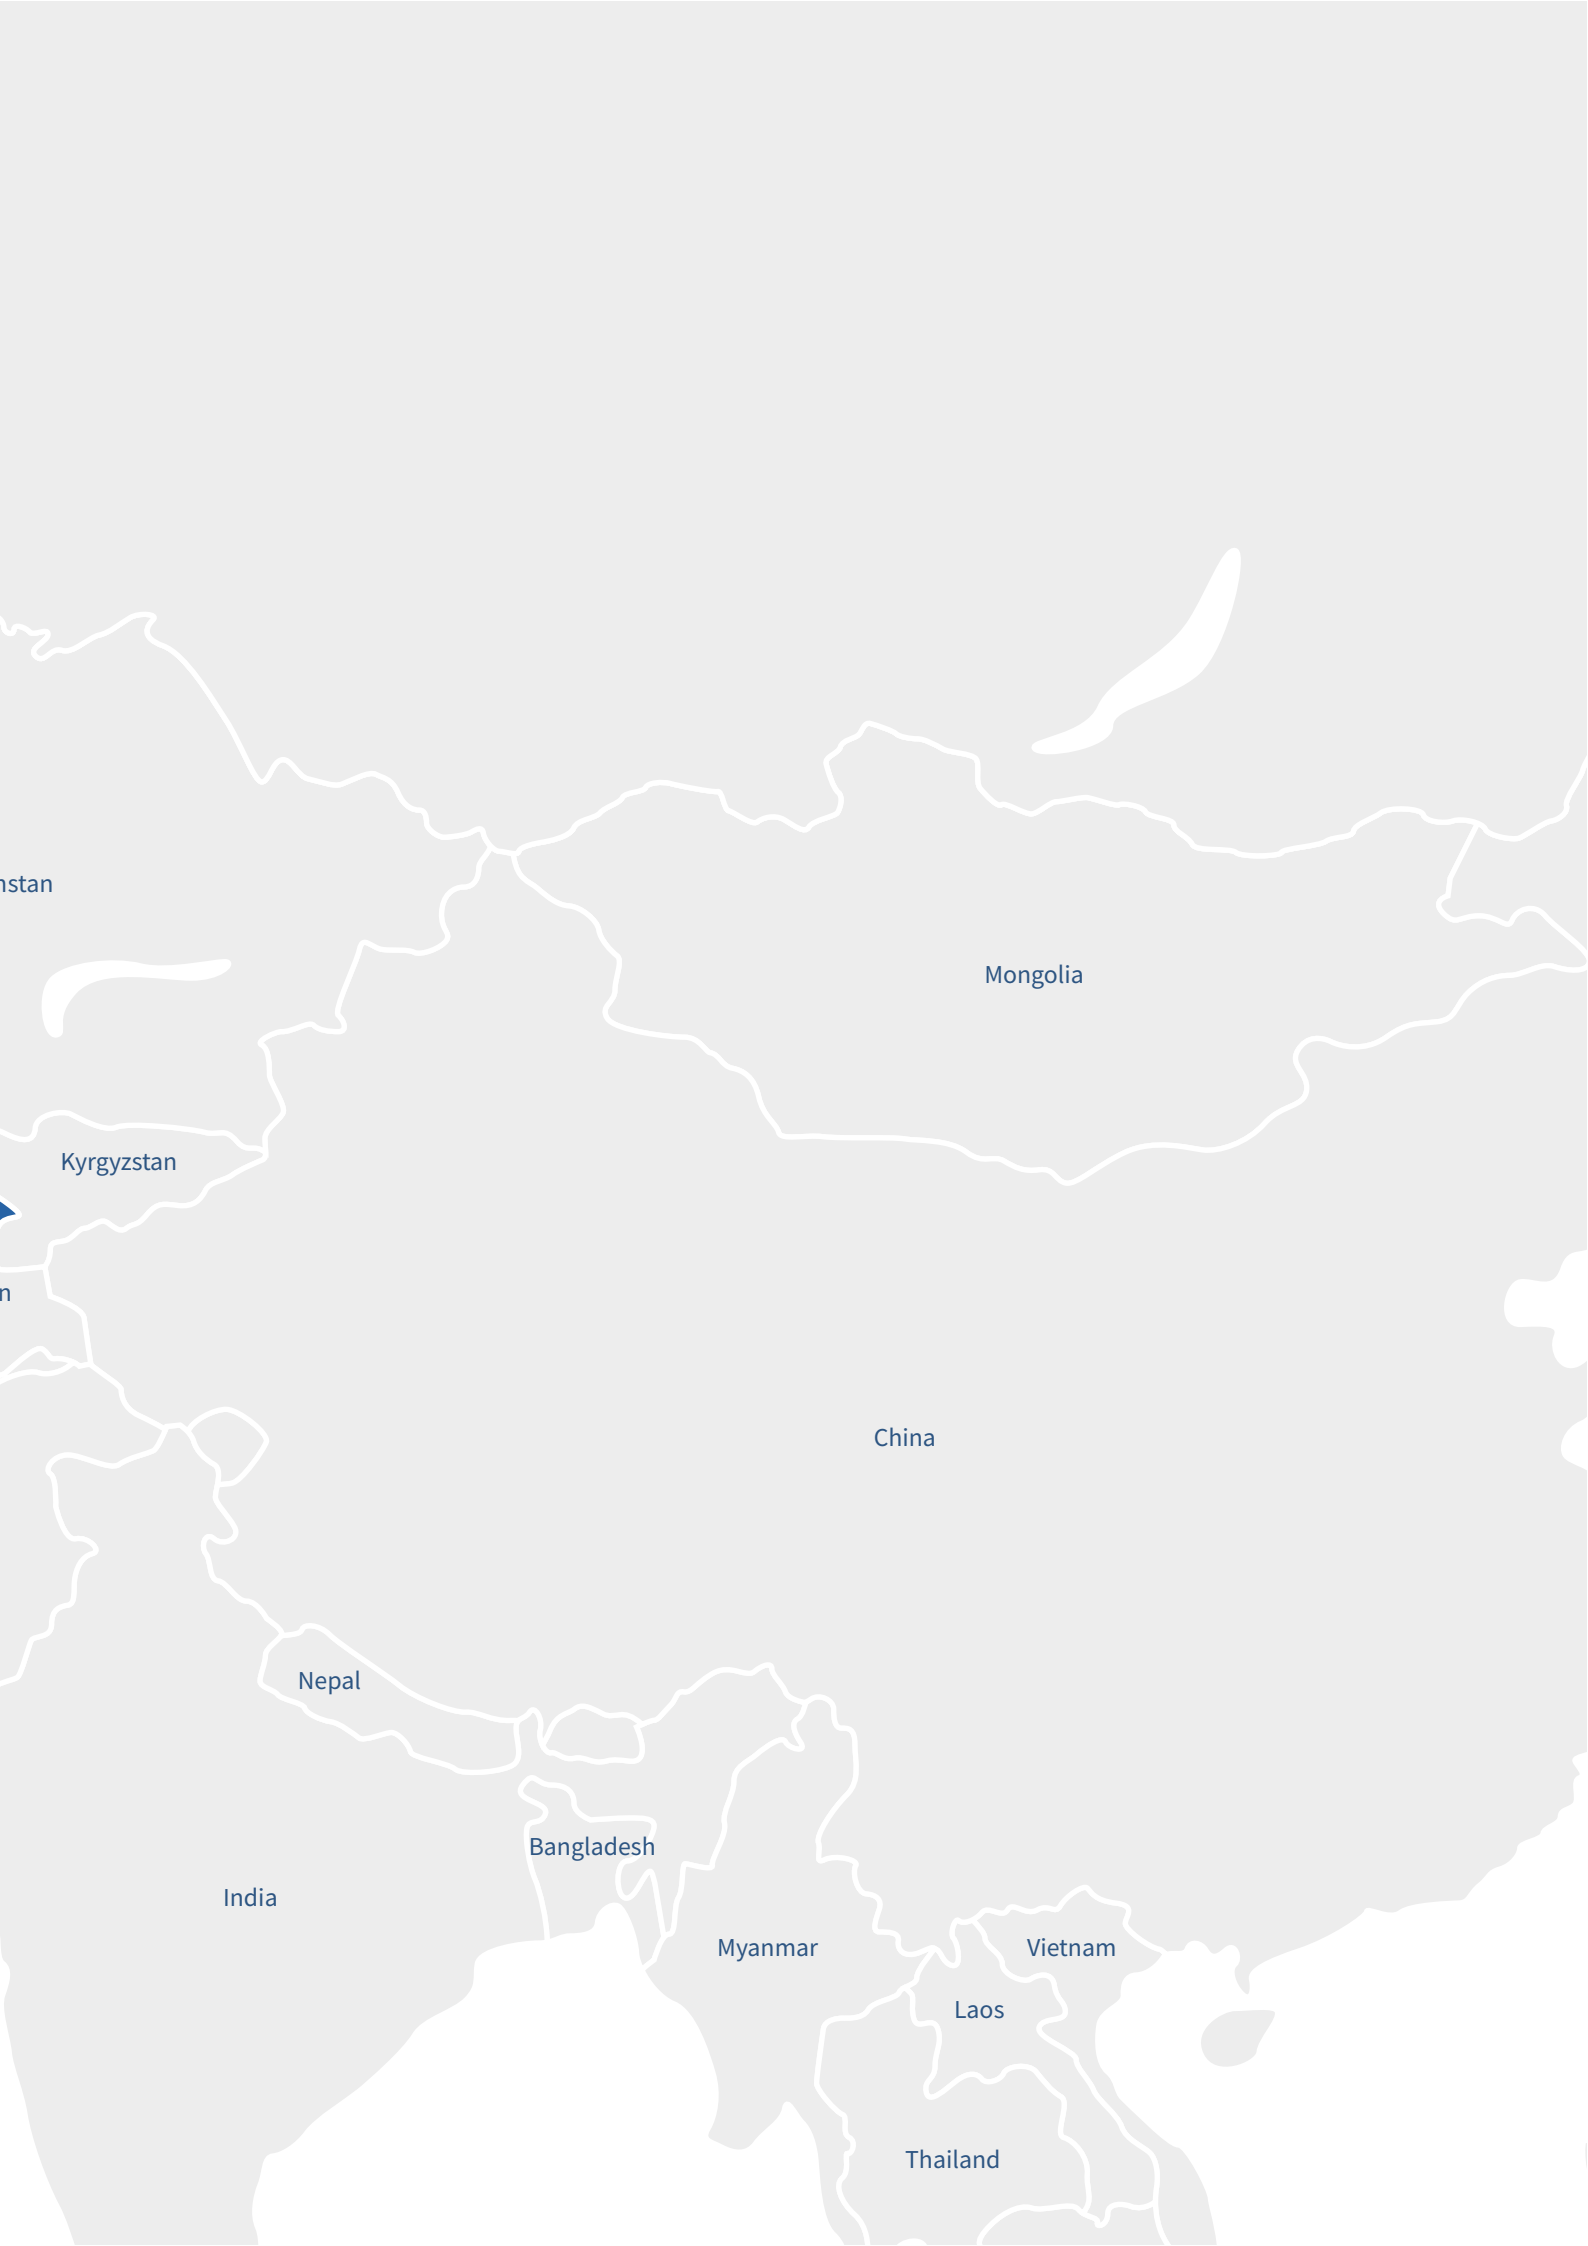 nstan
Mongolia
Kyrgyzstan
n
China
Nepal
Bangladesh
India
Myanmar
Vietnam
Laos
Thailand